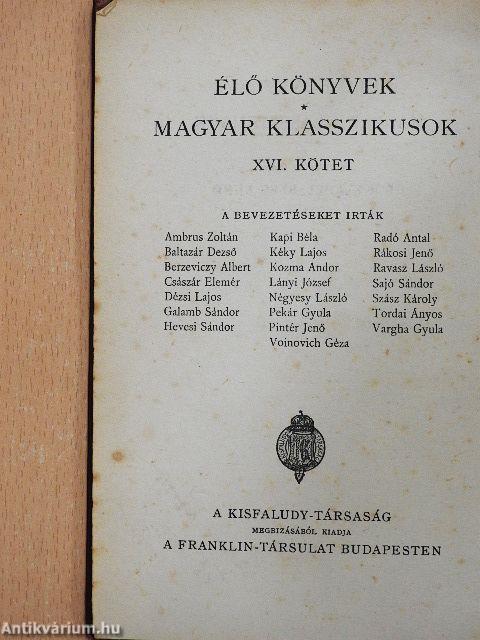 ÉLŐ KÖNYVEK
★
MAGYAR KLASSZIKUSOK
XVI. KÖTET
A BEVEZETÉSEKET IRTÁK
Ambrus Zoltán
Baltazár Dezső
Berzeviczy Albert
Császár Elemér
Dézsi Lajos
Galamb Sándor
Hevesi Sándor
Kapi Béla
Kéky Lajos
Kozma Andor
Lányi József
Négyesy László
Pekár Gyula
Pintér Jenő
Voinovich Géza
Radó Antal
Rákosi Jenő
Ravasz László
Sajó Sándor
Szász Károly
Tordai Ányos
Vargha Gyula
A KISFALUDY-TÁRSASÁG
MEGBIZÁSÁBÓL KIADJA
A FRANKLIN-TÁRSULAT BUDAPESTEN
Antikvárium.hu